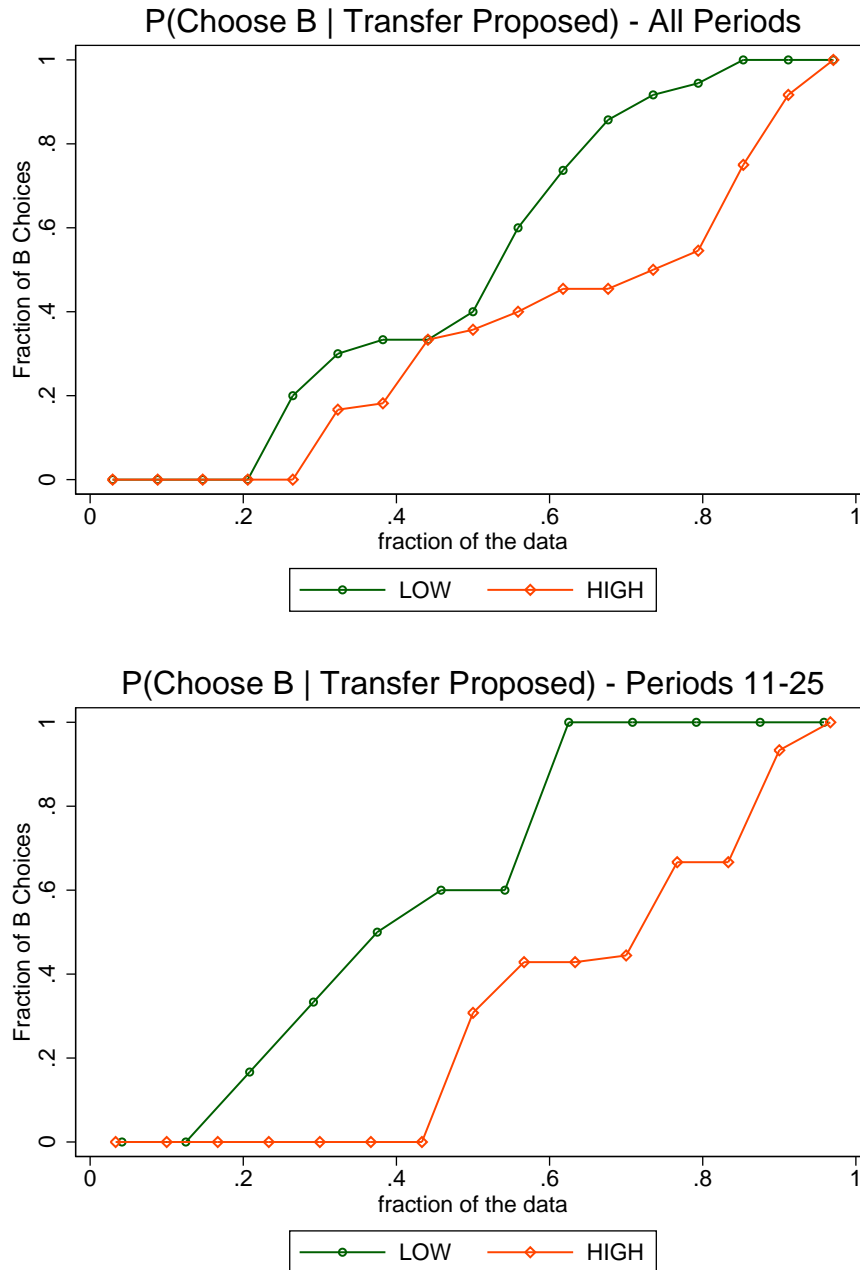 P(Choose B | Transfer Proposed) - All Periods
Fraction of B Choices
1
.8
.6
.4
.2
0
0 .2 .4 .6 .8 1
fraction of the data
LOW HIGH
P(Choose B | Transfer Proposed) - Periods 11-25
Fraction of B Choices
1
.8
.6
.4
.2
0
0 .2 .4 .6 .8 1
fraction of the data
LOW HIGH